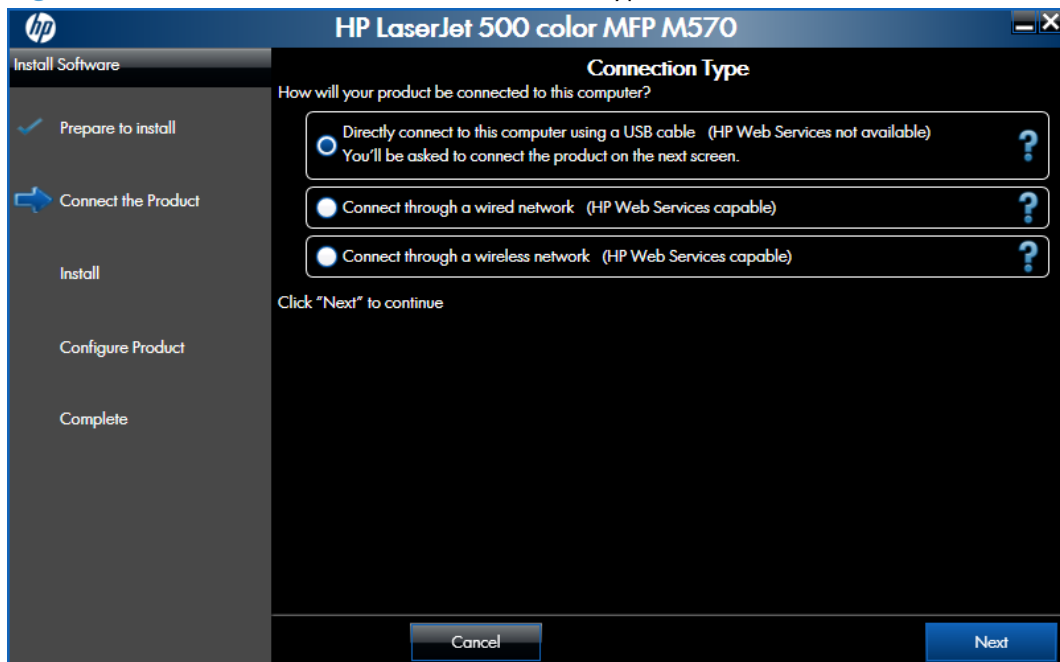 hp
HP LaserJet 500 color MFP M570
Install Software
Connection Type
How will your product be connected to this computer?
Prepare to install
Directly connect to this computer using a USB cable (HP Web Services not available)
You'll be asked to connect the product on the next screen.
Connect the Product
Connect through a wired network (HP Web Services capable)
Connect through a wireless network (HP Web Services capable)
Install
Click "Next" to continue
Configure Product
Complete
Cancel
Next